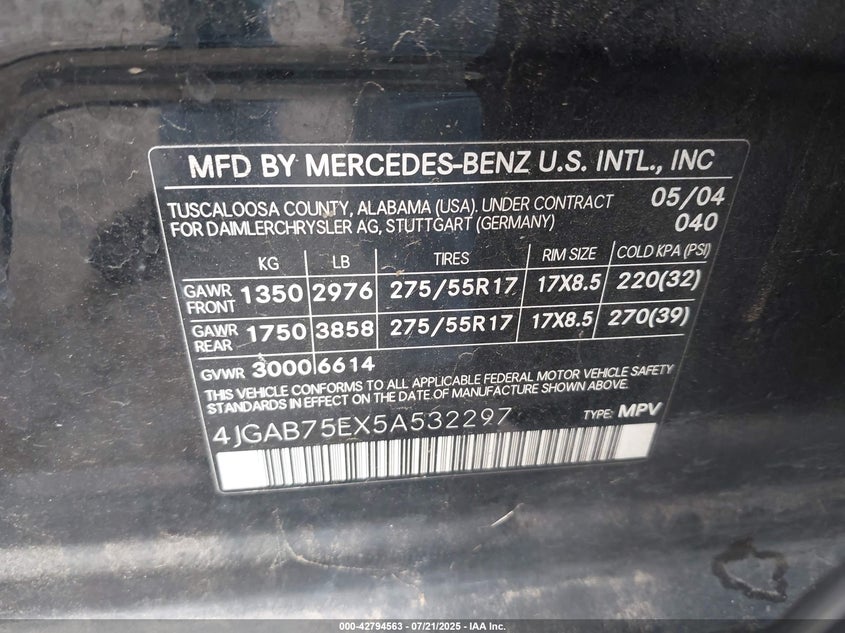 MFD BY MERCEDES-BENZ U.S. INTL., INC
TUSCALOOSA COUNTY, ALABAMA (USA). UNDER CONTRACT 05/04
FOR DAIMLERCHRYSLER AG, STUTTGART (GERMANY) 040
KG LB TIRES RIM SIZE COLD KPA (PSI)
GAWR FRONT 1350 2976 275/55R17 17X8.5 220(32)
GAWR REAR 1750 3858 275/55R17 17X8.5 270(39)
GVWR 3000 6614
THIS VEHICLE CONFORMS TO ALL APPLICABLE FEDERAL MOTOR VEHICLE SAFETY
STANDARDS IN EFFECT ON THE DATE OF MANUFACTURE SHOWN ABOVE.
4JGAB75EX5A532297 TYPE: MPV
000-42794563 | 07/21/2025 - IAA Inc.